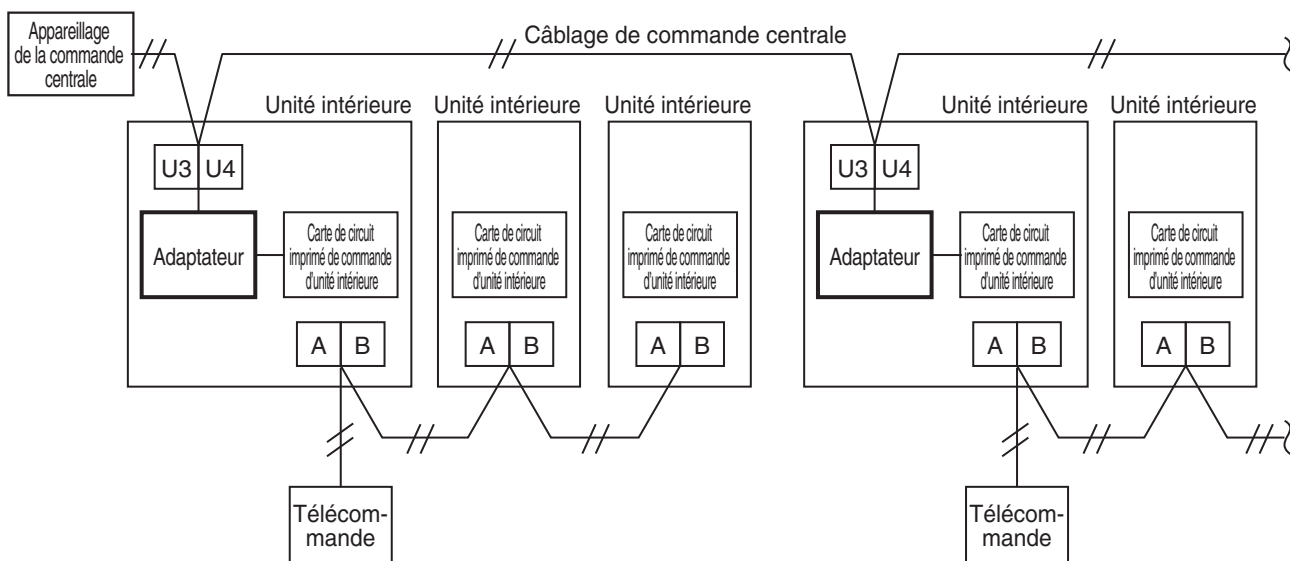 Appareillage
de la commande
centrale
Câblage de commande centrale
Unité intérieure
Unité intérieure
Unité intérieure
Unité intérieure
Unité intérieure
U3 U4
U3 U4
Adaptateur
Carte de circuit
imprimé de commande
d'unité intérieure
Carte de circuit
imprimé de commande
d'unité intérieure
Carte de circuit
imprimé de commande
d'unité intérieure
Adaptateur
Carte de circuit
imprimé de commande
d'unité intérieure
Carte de circuit
imprimé de commande
d'unité intérieure
A B
A B
A B
A B
A B
Télécom-
mande
Télécom-
mande